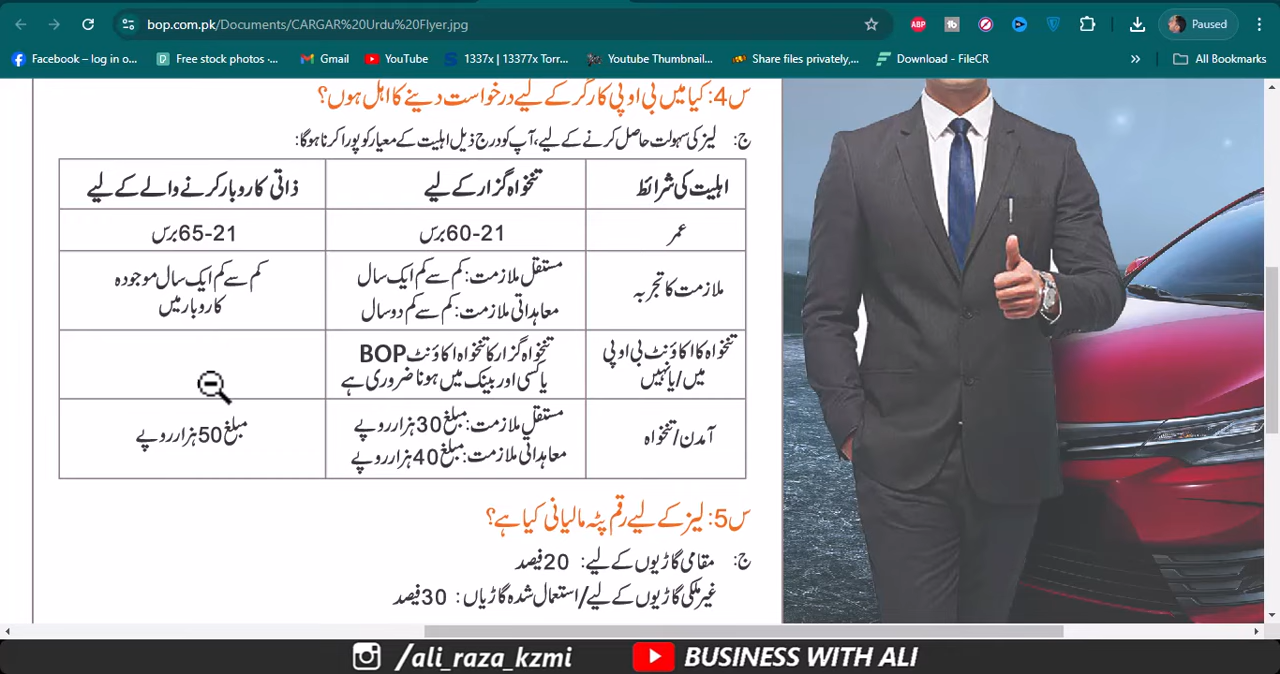 bop.com.pk/Documents/CARGAR%20Urdu%20Flyer.jpg
ABP
Paused
Facebook – log in o...
Free stock photos ·...
Gmail
YouTube
1337x | 13377x Torr...
Youtube Thumbnail...
Share files privately,...
Download - FileCR
»
All Bookmarks
س4: کیا میں بی او پی کار گر کے لیے درخواست دینے کا اہل ہوں؟
ج: لیز کی سہولت حاصل کرنے کے لیے، آپ کو درج ذیل اہلیت کے معیار کو پورا کرنا ہوگا:
اہلیت کی شرائط
تنخواہ گزار کے لیے
ذاتی کاروبار کرنے والے کے لیے
عمر
21-60 برس
21-65 برس
ملازمت کا تجربہ
مستقل ملازمت: کم سے کم ایک سال
معاہداتی ملازمت: کم سے کم دو سال
کم سے کم ایک سال موجودہ
کاروبار میں
تنخواہ کا اکاؤنٹ بی او پی
میں/یا نہیں
تنخواہ گزار کا تنخواہ اکاؤنٹ BOP
یا کسی اور بینک میں ہونا ضروری ہے
آمدن/تنخواہ
مستقل ملازمت: مبلغ 30 ہزار روپے
معاہداتی ملازمت: مبلغ 40 ہزار روپے
مبلغ 50 ہزار روپے
س5: لیز کے لیے رقم پٹہ مالیاتی کیا ہے؟
ج: مقامی گاڑیوں کے لیے: 20 فیصد
غیر ملکی گاڑیوں کے لیے/استعمال شدہ گاڑیاں: 30 فیصد
/ali_raza_kzmi
BUSINESS WITH ALI